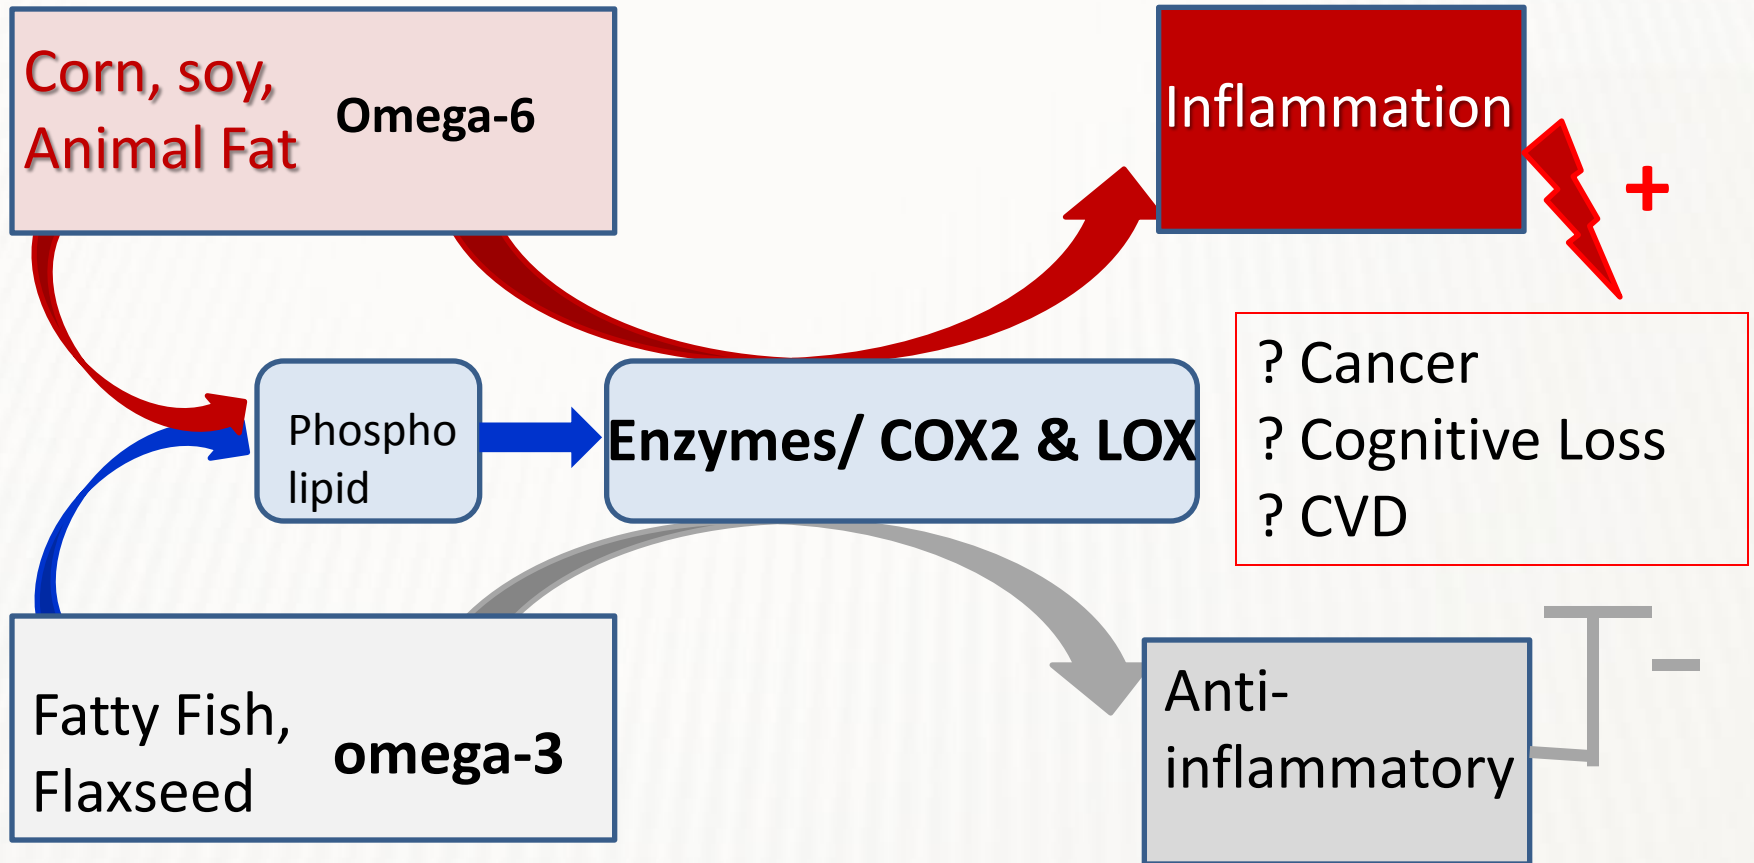 Corn, soy,
Animal Fat
Omega-6
Inflammation
+
? Cancer
? Cognitive Loss
? CVD
Phospho
lipid
Enzymes/ COX2 & LOX
Fatty Fish,
Flaxseed
omega-3
Anti-
inflammatory
–